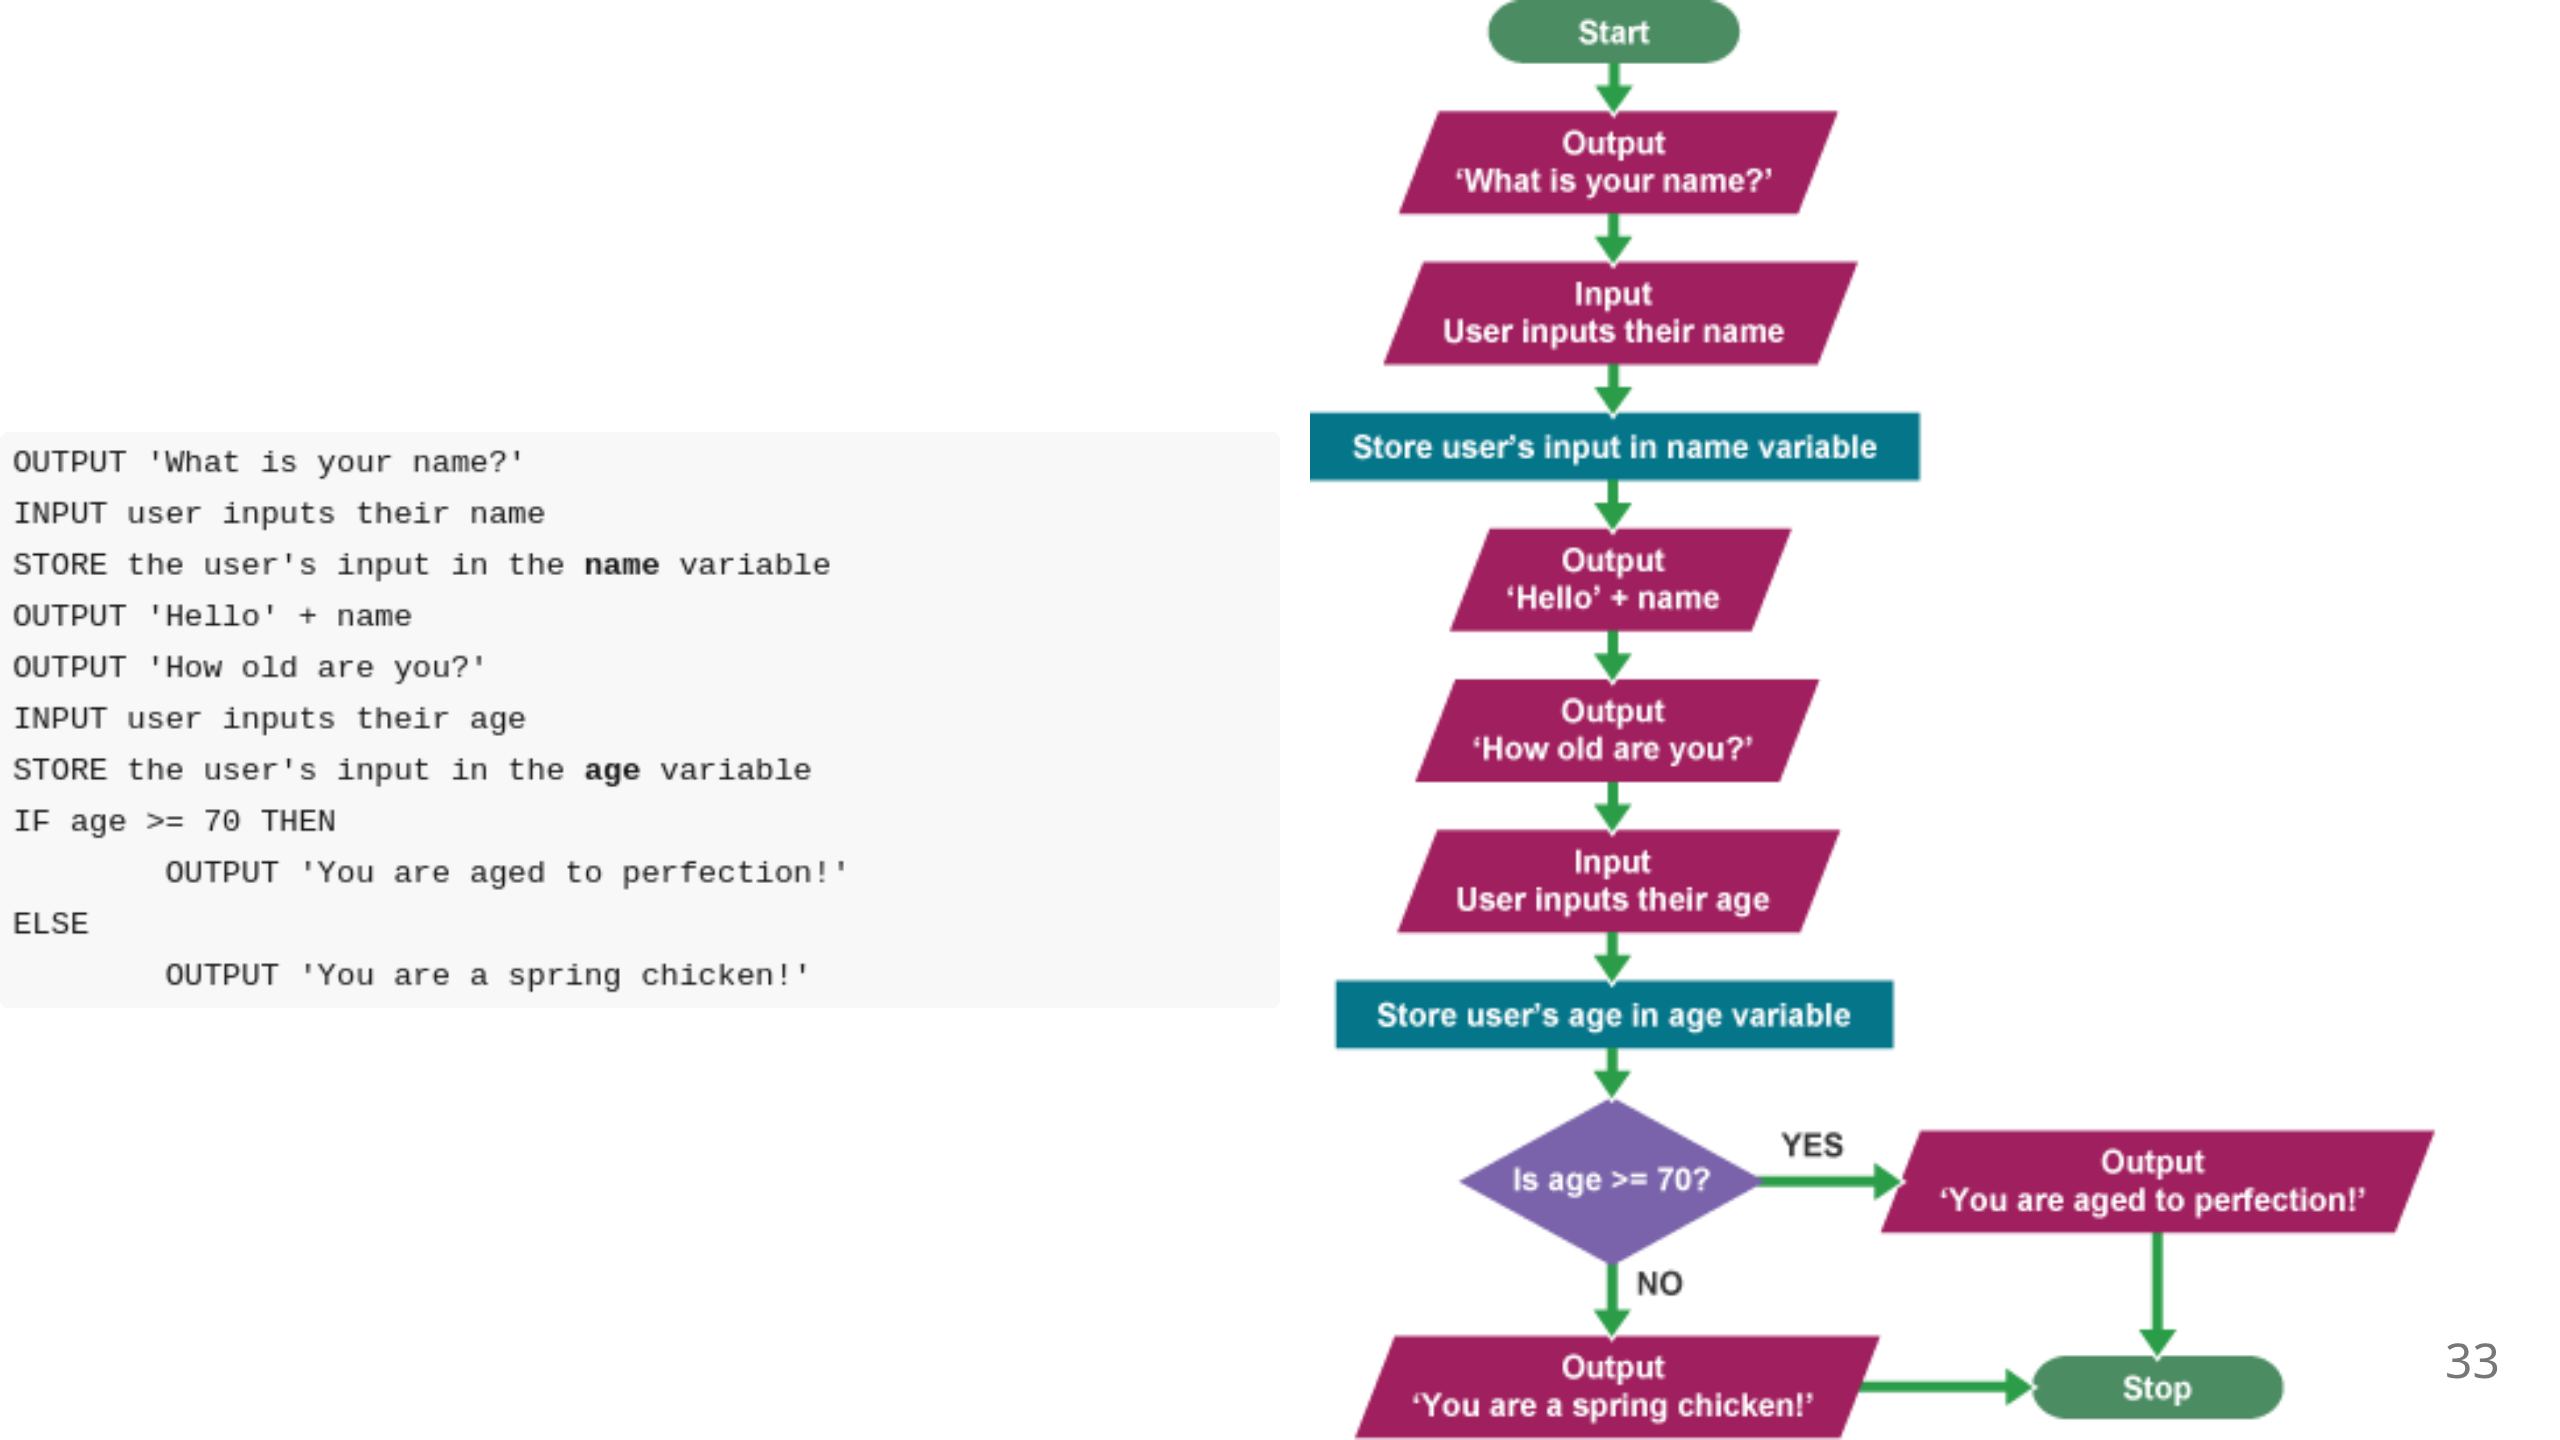 OUTPUT 'What is your name?'
INPUT user inputs their name
STORE the user's input in the name variable
OUTPUT 'Hello' + name
OUTPUT 'How old are you?'
INPUT user inputs their age
STORE the user's input in the age variable
IF age >= 70 THEN
        OUTPUT 'You are aged to perfection!'
ELSE
        OUTPUT 'You are a spring chicken!'
Start
Output
‘What is your name?’
Input
User inputs their name
Store user’s input in name variable
Output
‘Hello’ + name
Output
‘How old are you?’
Input
User inputs their age
Store user’s age in age variable
Is age >= 70?
YES
Output
‘You are aged to perfection!’
NO
Output
‘You are a spring chicken!’
Stop
33